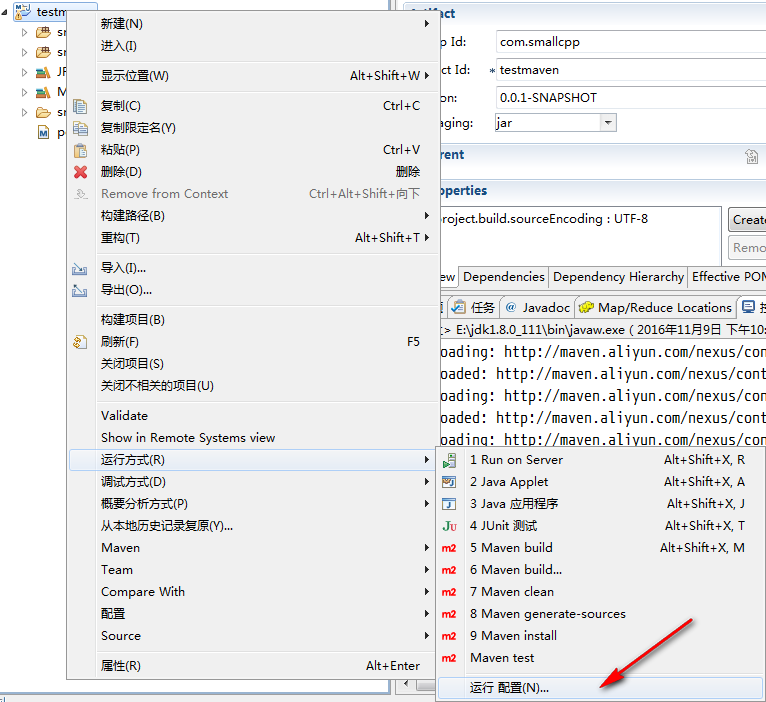 testm
新建(N)
进入(I)
显示位置(W) Alt+Shift+W
复制(C) Ctrl+C
复制限定名(Y)
粘贴(P) Ctrl+V
删除(D) 删除
Remove from Context Ctrl+Alt+Shift+向下
构建路径(B)
重构(T) Alt+Shift+T
导入(I)...
导出(O)...
构建项目(B)
刷新(F) F5
关闭项目(S)
关闭不相关的项目(U)
Validate
Show in Remote Systems view
运行方式(R)
调试方式(D)
概要分析方式(P)
从本地历史记录复原(Y)...
Maven
Team
Compare With
配置
Source
属性(R) Alt+Enter
Artifact
p Id: com.smallcpp
ct Id: * testmaven
on: 0.0.1-SNAPSHOT
aging: jar
rent
operties
roject.build.sourceEncoding : UTF-8
Create
Remo
ew Dependencies Dependency Hierarchy Effective POM
任务 @ Javadoc Map/Reduce Locations
> E:\jdk1.8.0_111\bin\javaw.exe ( 2016年11月9日 下午10:
oading: http://maven.aliyun.com/nexus/con
oaded: http://maven.aliyun.com/nexus/cont
oading: http://maven.aliyun.com/nexus/con
oaded: http://maven.aliyun.com/nexus/cont
oading: http://maven.aliyun.com/nexus/con
1 Run on Server Alt+Shift+X, R
2 Java Applet Alt+Shift+X, A
3 Java 应用程序 Alt+Shift+X, J
4 JUnit 测试 Alt+Shift+X, T
5 Maven build Alt+Shift+X, M
6 Maven build...
7 Maven clean
8 Maven generate-sources
9 Maven install
Maven test
运行 配置(N)...